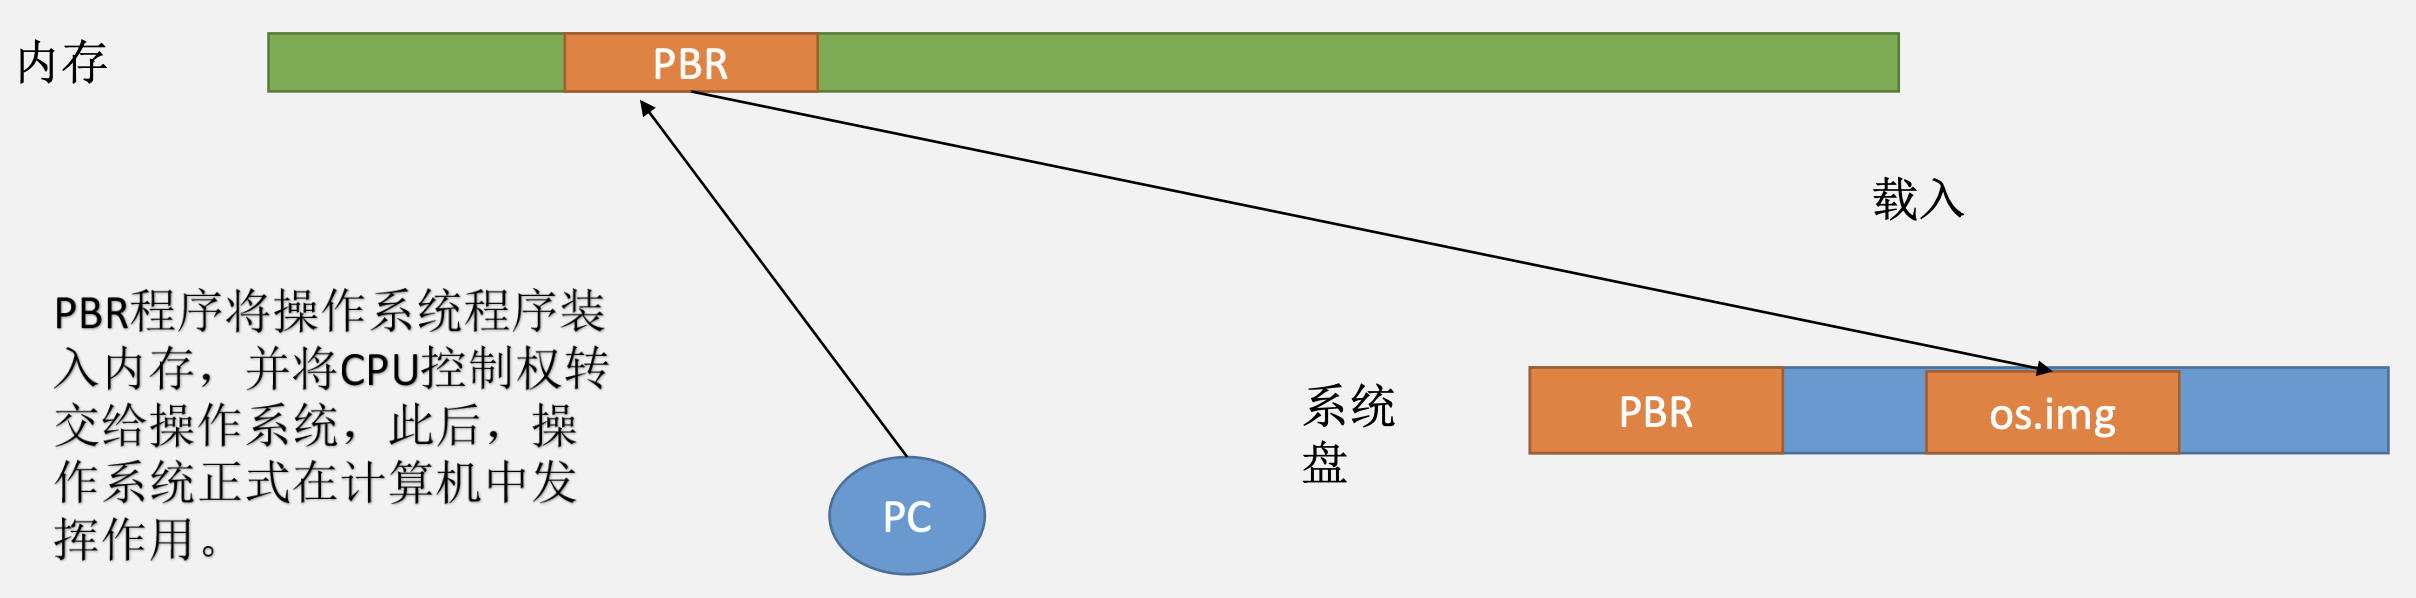 内存
PBR
载入
PBR程序将操作系统程序装
入内存，并将CPU控制权转
交给操作系统，此后，操
作系统正式在计算机中发
挥作用。
PC
系统
盘
PBR
os.img